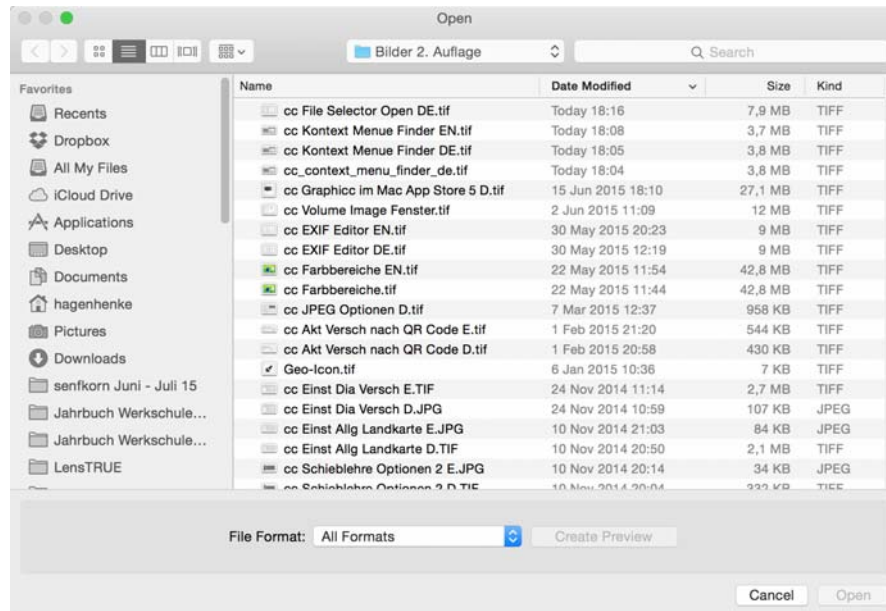 Open
Bilder 2. Auflage
Search
Favorites
Recents
Dropbox
All My Files
iCloud Drive
Applications
Desktop
Documents
hagenhenke
Pictures
Downloads
senfkorn Juni - Juli 15
Jahrbuch Werkschule...
Jahrbuch Werkschule...
LensTRUE
Name Date Modified Size Kind
cc File Selector Open DE.tif Today 18:16 7,9 MB TIFF
cc Kontext Menue Finder EN.tif Today 18:08 3,7 MB TIFF
cc Kontext Menue Finder DE.tif Today 18:05 3,8 MB TIFF
cc_context_menu_finder_de.tif Today 18:04 3,8 MB TIFF
cc Graphicc im Mac App Store 5 D.tif 15 Jun 2015 18:10 27,1 MB TIFF
cc Volume Image Fenster.tif 2 Jun 2015 11:09 12 MB TIFF
cc EXIF Editor EN.tif 30 May 2015 20:23 9 MB TIFF
cc EXIF Editor DE.tif 30 May 2015 12:19 9 MB TIFF
cc Farbbereiche EN.tif 22 May 2015 11:54 42,8 MB TIFF
cc Farbbereiche.tif 22 May 2015 11:44 42,8 MB TIFF
cc JPEG Optionen D.tif 7 Mar 2015 12:37 958 KB TIFF
cc Akt Versch nach QR Code E.tif 1 Feb 2015 21:20 544 KB TIFF
cc Akt Versch nach QR Code D.tif 1 Feb 2015 20:58 430 KB TIFF
Geo-Icon.tif 6 Jan 2015 10:36 7 KB TIFF
cc Einst Dia Versch E.TIF 24 Nov 2014 11:14 2,7 MB TIFF
cc Einst Dia Versch D.JPG 24 Nov 2014 10:59 107 KB JPEG
cc Einst Allg Landkarte E.JPG 10 Nov 2014 21:03 84 KB JPEG
cc Einst Allg Landkarte D.TIF 10 Nov 2014 20:50 2,1 MB TIFF
cc Schieblehre Optionen 2 E.JPG 10 Nov 2014 20:14 34 KB JPEG
cc Schieblehre Optionen 2 D.TIF 10 Nov 2014 20:04 332 KB TIFF
File Format: All Formats Create Preview
Cancel Open